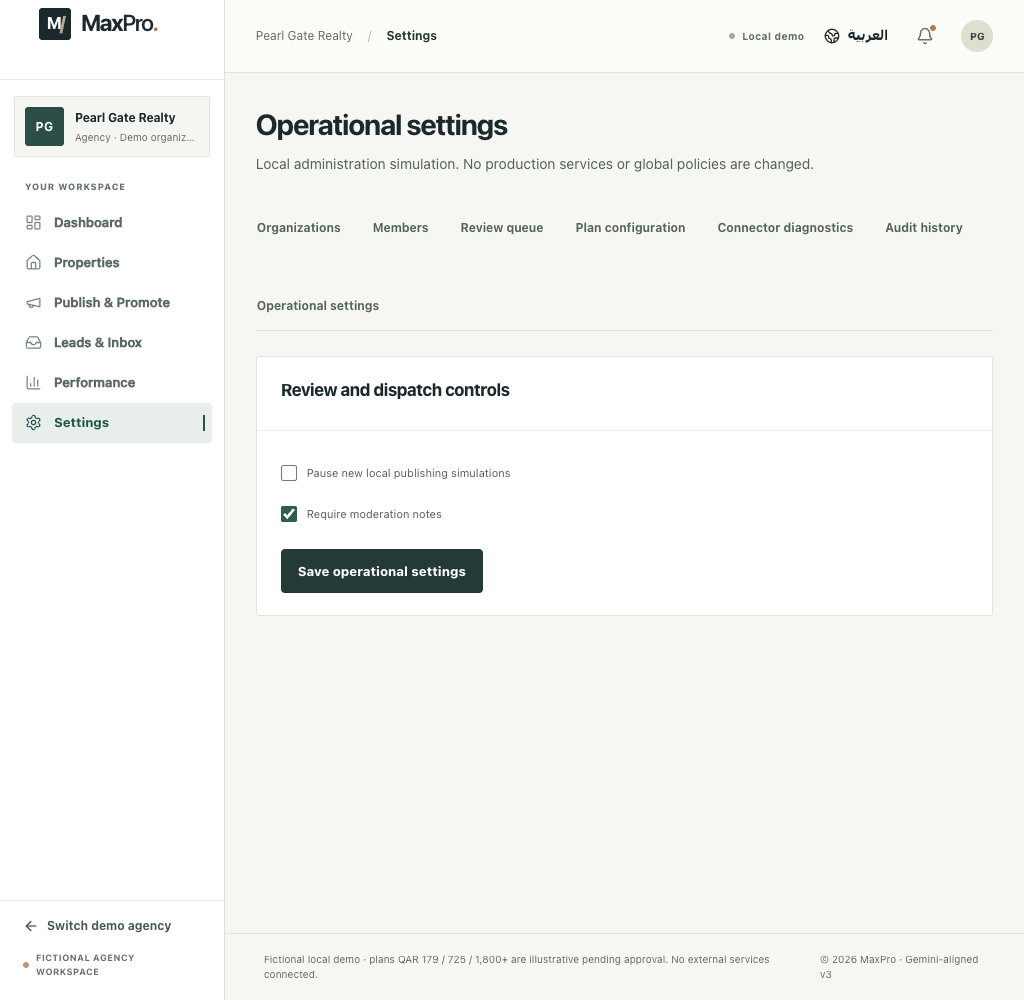 M/ MaxPro.
Pearl Gate Realty / Settings
Local demo
العربية
PG
PG
Pearl Gate Realty
Agency · Demo organiz...
YOUR WORKSPACE
Dashboard
Properties
Publish & Promote
Leads & Inbox
Performance
Settings
Switch demo agency
FICTIONAL AGENCY
WORKSPACE
Operational settings
Local administration simulation. No production services or global policies are changed.
Organizations Members Review queue Plan configuration Connector diagnostics Audit history
Operational settings
Review and dispatch controls
Pause new local publishing simulations
Require moderation notes
Save operational settings
Fictional local demo · plans QAR 179 / 725 / 1,800+ are illustrative pending approval. No external services
connected.
© 2026 MaxPro · Gemini-aligned
v3